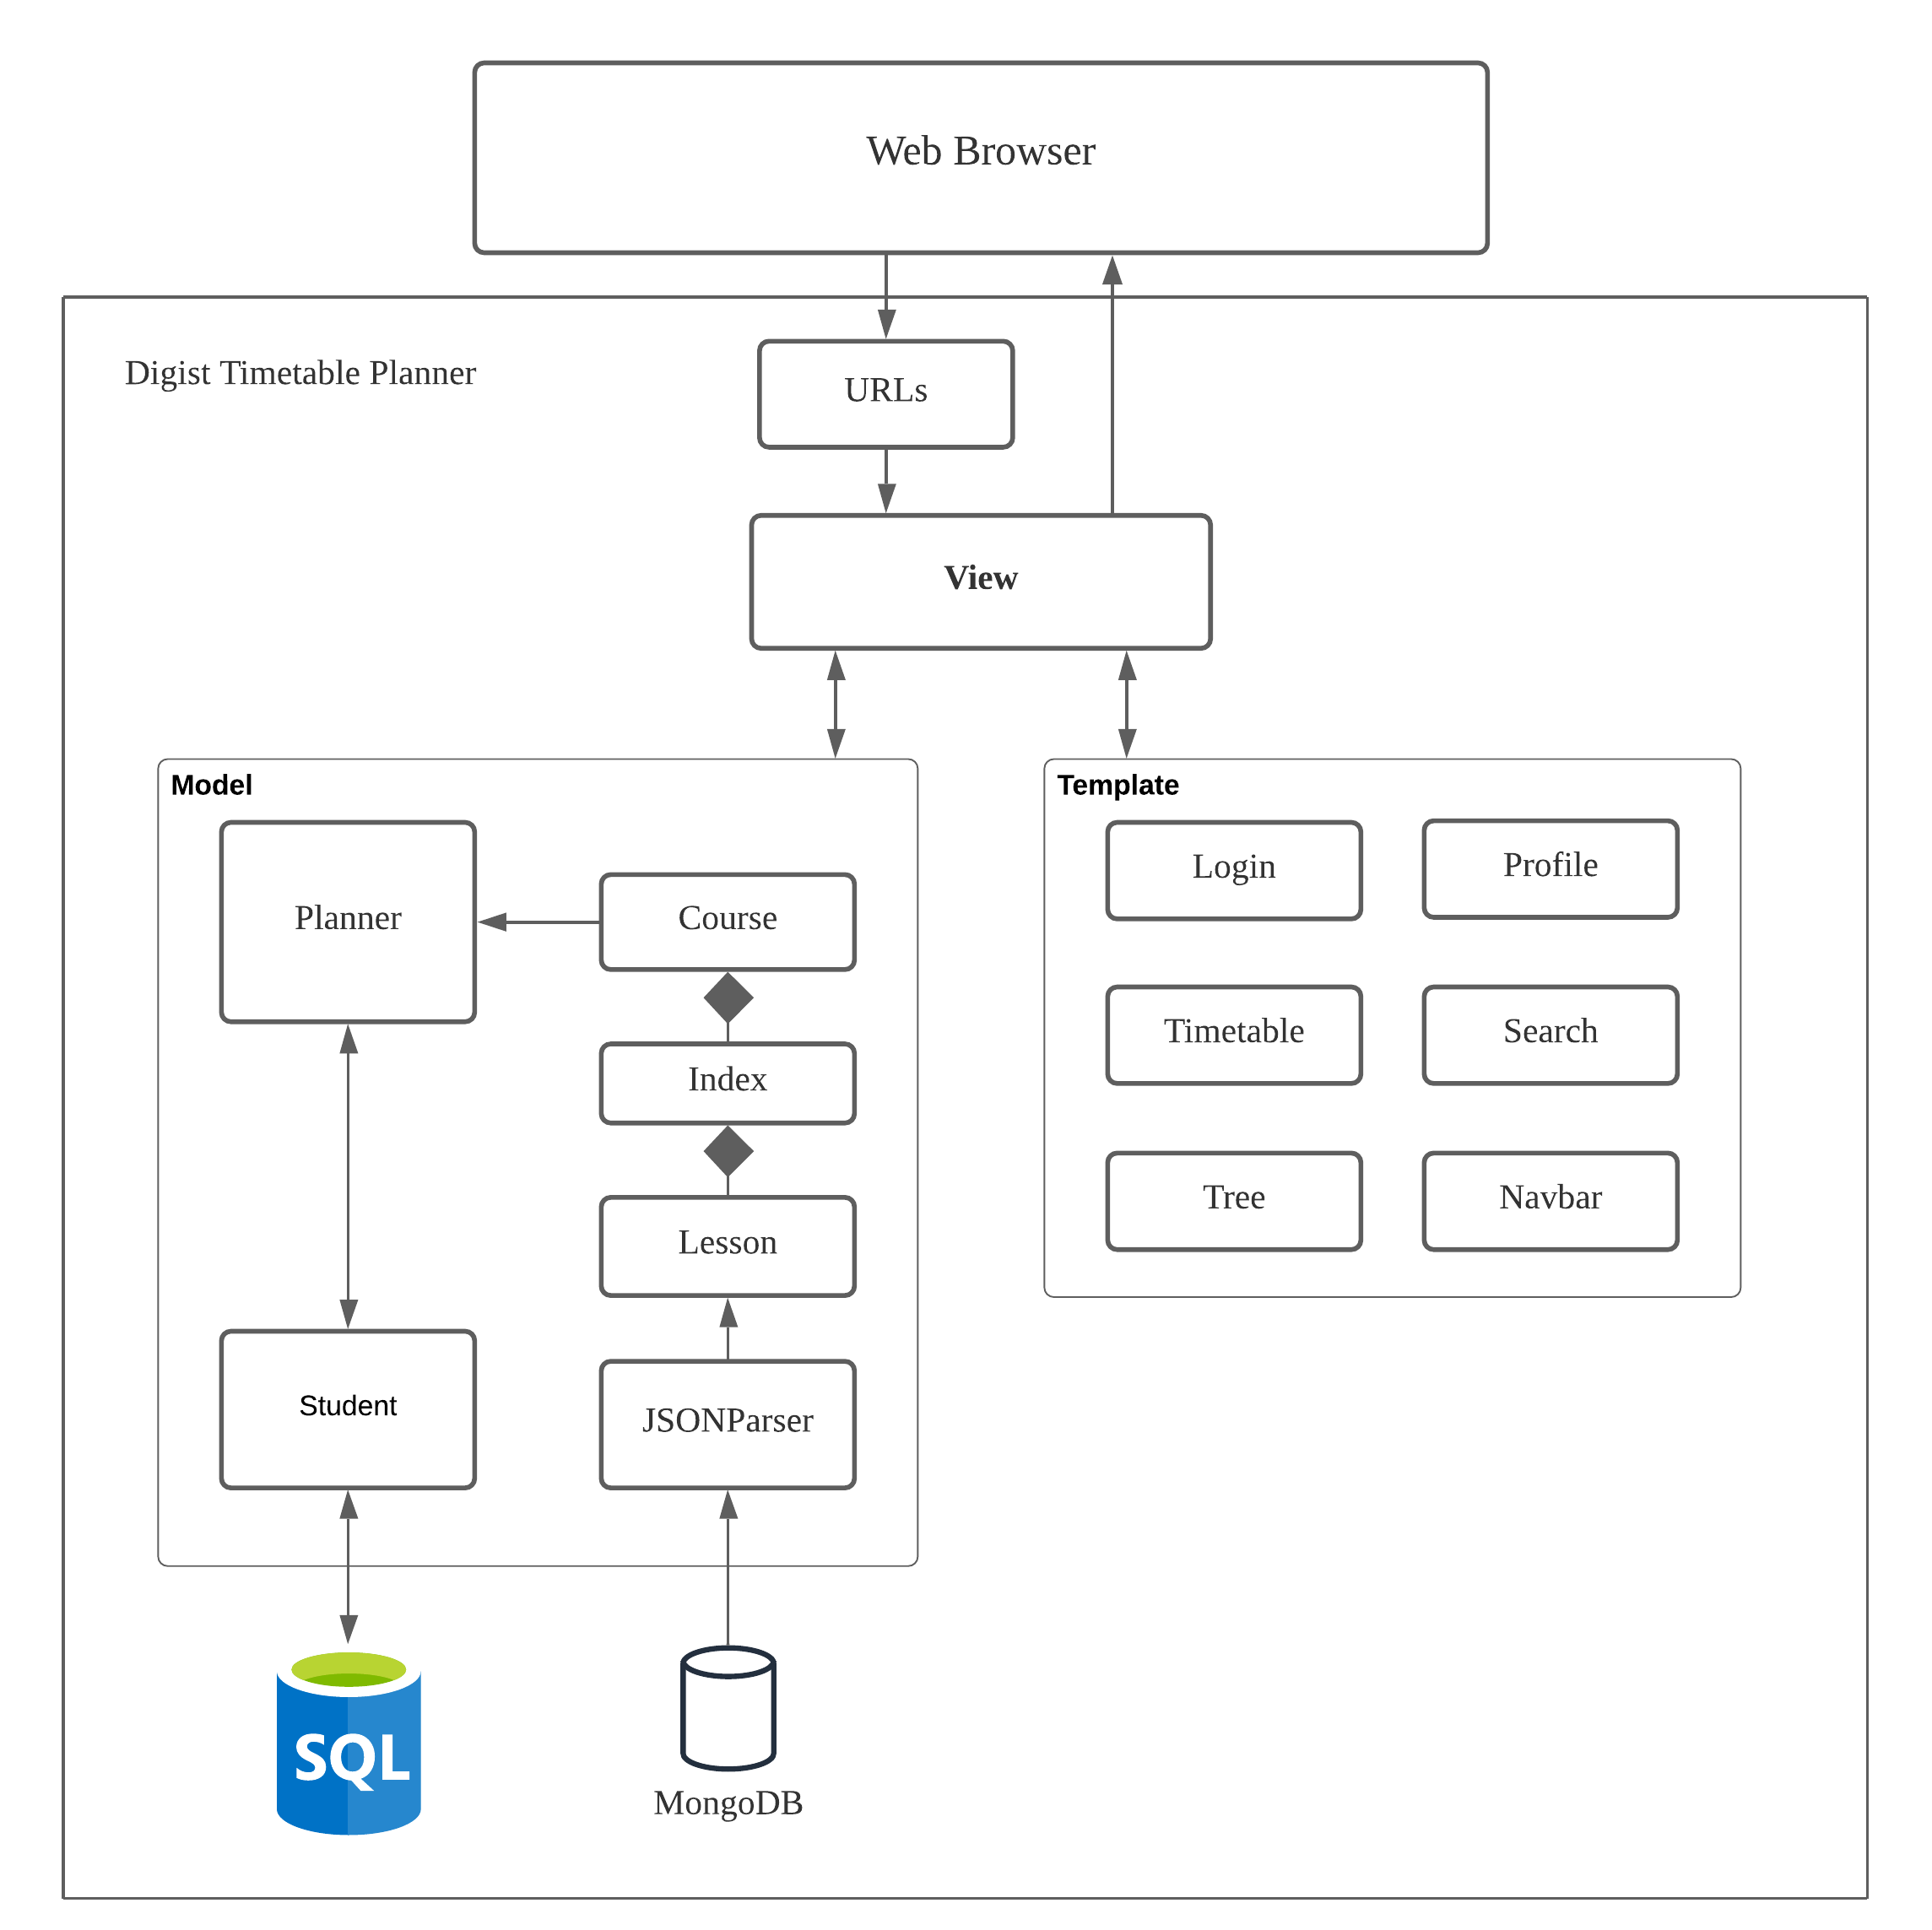 Web Browser
Digist Timetable Planner
URLs
View
Model
Planner
Course
Index
Lesson
Student
JSONParser
Template
Login
Profile
Timetable
Search
Tree
Navbar
SQL
MongoDB